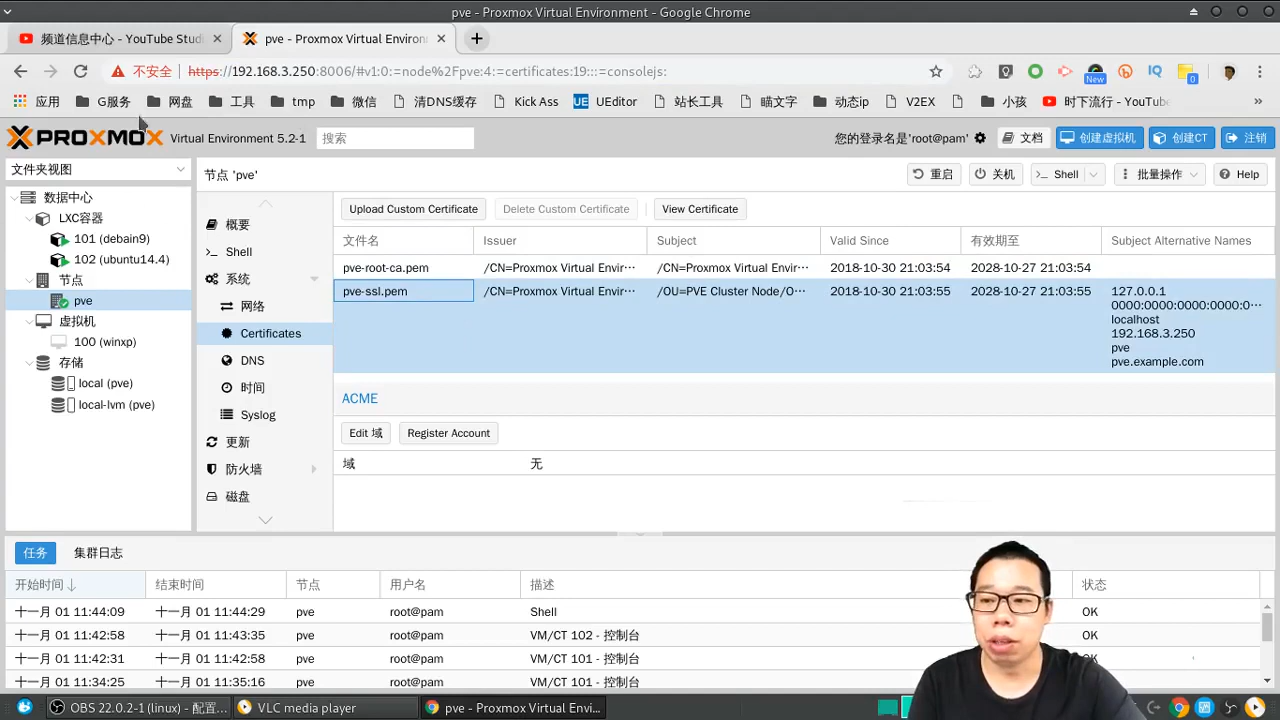 pve - Proxmox Virtual Environment - Google Chrome
频道信息中心 - YouTube Studi
pve - Proxmox Virtual Environ
不安全 https://192.168.3.250:8006/#v1:0:=node%2Fpve:4:=certificates:19:::=consolejs:
New
0
应用 G服务 网盘 工具 tmp 微信 清DNS缓存 Kick Ass UE UEditor 站长工具 瞄文字 动态ip V2EX 小孩 时下流行 - YouTube
PROXMOX Virtual Environment 5.2-1 搜索 您的登录名是'root@pam' 文档 创建虚拟机 创建CT 注销
文件夹视图
数据中心
LXC容器
101 (debain9)
102 (ubuntu14.4)
节点
pve
虚拟机
100 (winxp)
存储
local (pve)
local-lvm (pve)
节点 'pve' 重启 关机 >_ Shell 批量操作 Help
概要
>_ Shell
系统
网络
Certificates
DNS
时间
Syslog
更新
防火墙
磁盘
Upload Custom Certificate Delete Custom Certificate View Certificate
文件名 Issuer Subject Valid Since 有效期至 Subject Alternative Names
pve-root-ca.pem /CN=Proxmox Virtual Envir··· /CN=Proxmox Virtual Envir··· 2018-10-30 21:03:54 2028-10-27 21:03:54
pve-ssl.pem /CN=Proxmox Virtual Envir··· /OU=PVE Cluster Node/O··· 2018-10-30 21:03:55 2028-10-27 21:03:55 127.0.0.1
0000:0000:0000:0000:0···
localhost
192.168.3.250
pve
pve.example.com
ACME
Edit 域 Register Account
域 无
任务 集群日志
开始时间 结束时间 节点 用户名 描述 状态
十一月 01 11:44:09 十一月 01 11:44:29 pve root@pam Shell OK
十一月 01 11:42:58 十一月 01 11:43:35 pve root@pam VM/CT 102 - 控制台 OK
十一月 01 11:42:31 十一月 01 11:42:58 pve root@pam VM/CT 101 - 控制台 OK
十一月 01 11:34:25 十一月 01 11:35:16 pve root@pam VM/CT 101 - 控制台
OBS 22.0.2-1 (linux) - 配置... VLC media player pve - Proxmox Virtual Envi...